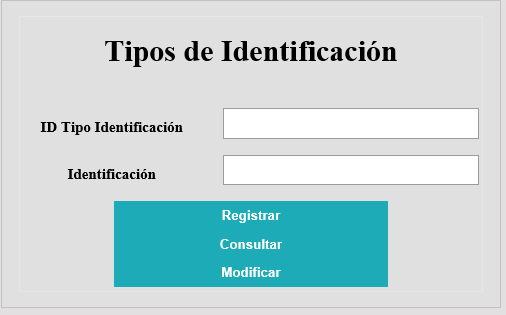 Tipos de Identificación
ID Tipo Identificación
Identificación
Registrar
Consultar
Modificar